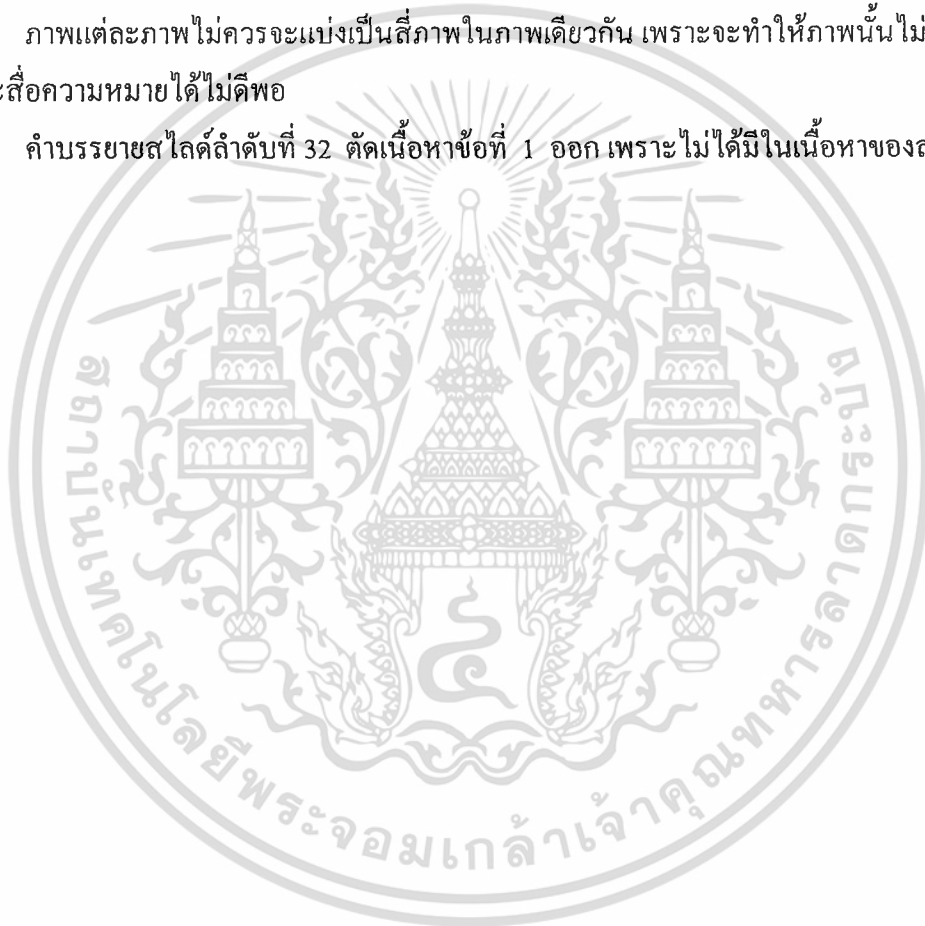 ภาพแต่ละภาพไม่ควรจะแบ่งเป็นสี่ภาพในภาพเดียวกัน เพราะจะทำให้ภาพนั้นไม่
สื่อความหมายได้ไม่ดีพอ
คำบรรยายสไลด์ลำดับที่ 32 ตัดเนื้อหาข้อที่ 1 ออก เพราะไม่ได้มีในเนื้อหาของ
สถาบันเทคโนโลยีพระจอมเกล้าเจ้าคุณทหารลาดกระบัง
๔